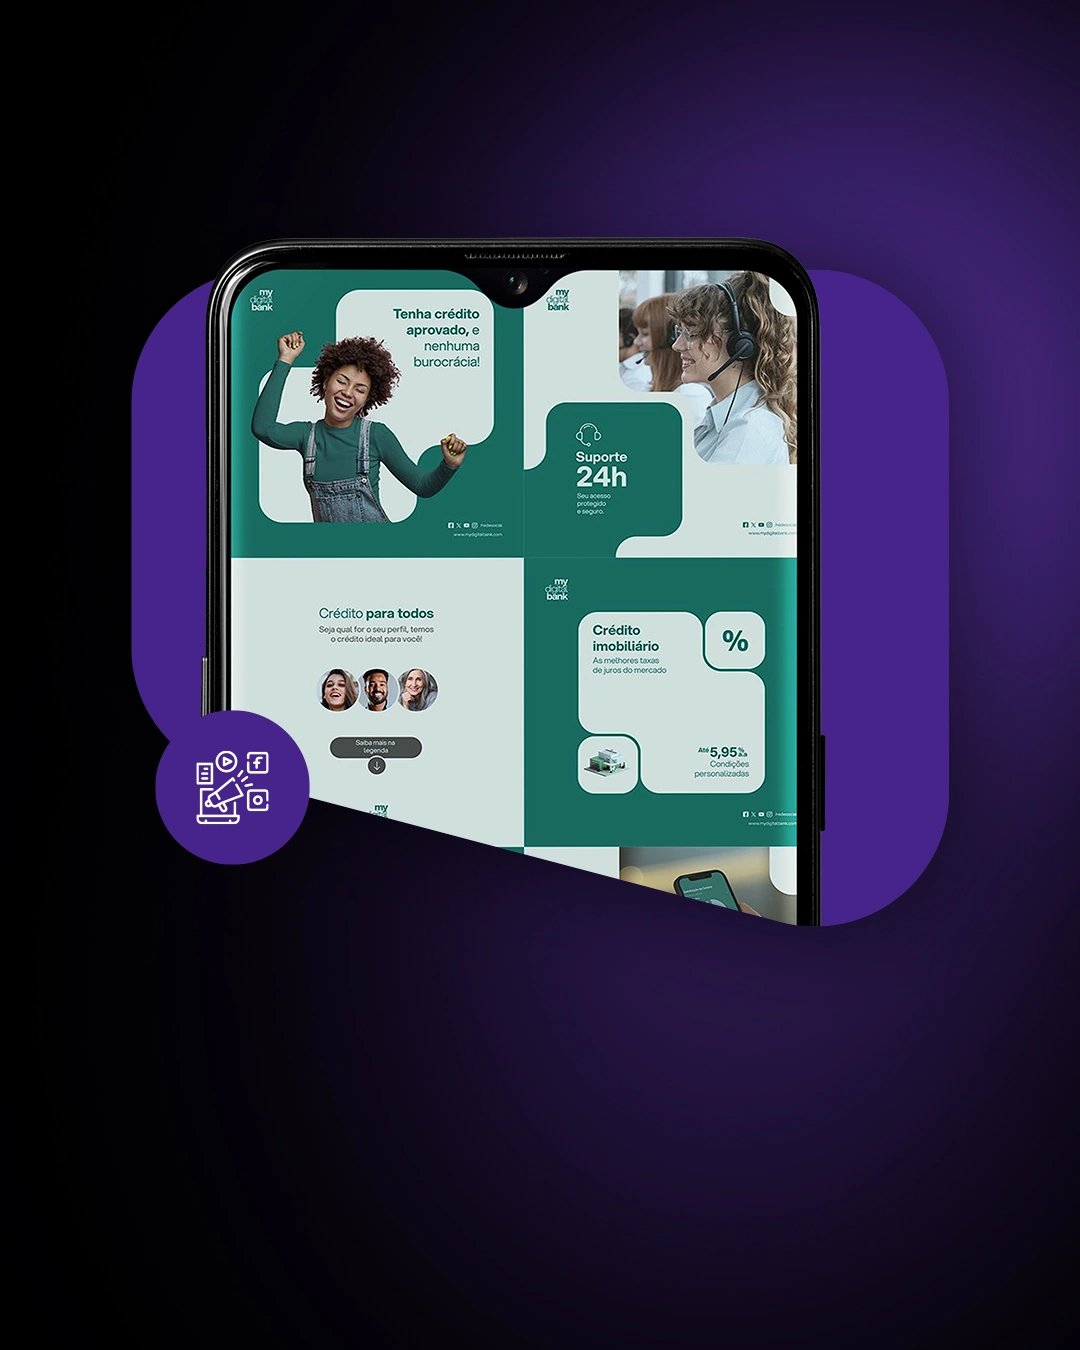 my
digital
bank
Tenha crédito
aprovado, e
nenhuma
burocrácia!
/redesocial
www.mydigitalbank.com
my
digital
bank
Suporte
24h
Seu acesso
protegido
e seguro.
/redesocial
www.mydigitalbank.com
Crédito para todos
Seja qual for o seu perfil, temos
o crédito ideal para você!
Saiba mais na
legenda
my
digital
bank
Crédito
imobiliário
As melhores taxas
de juros do mercado
%
Até 5,95%a.a
Condições
personalizadas
/redesocial
www.mydigitalbank.com
my